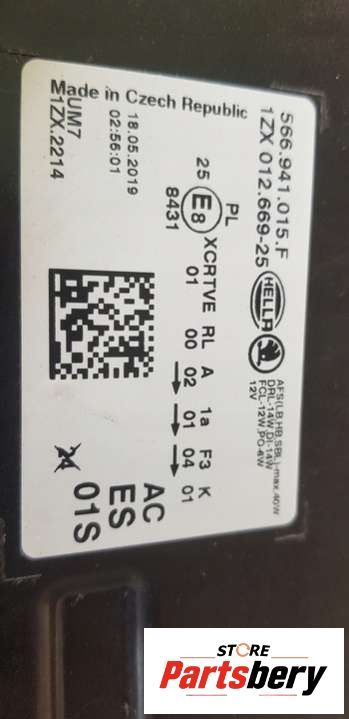 566.941.015.F
1ZX 012.669-25
HELLA
AFS(LB,HB,SBL)-max.40W
DRL-14W,DI-14W
FCL-12W,PO-6W
12V
Made in Czech Republic
UM7
M1ZX.2214
18.05.2019
02:56:01
PL
25 E8 XCRTVE RL A 1a F3 K
8431 01 00 02 01 04 01
24
AC
ES
01S
STORE
Partsbery